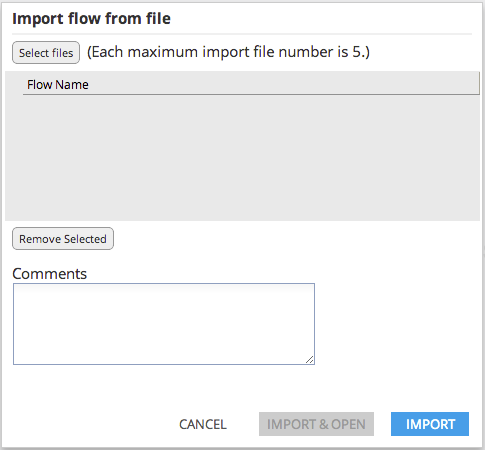 Import flow from file
Select files (Each maximum import file number is 5.)
Flow Name
Remove Selected
Comments
CANCEL IMPORT & OPEN IMPORT